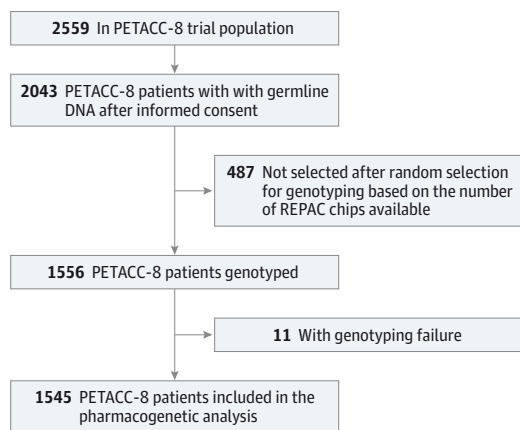 2559 In PETACC-8 trial population
2043 PETACC-8 patients with with germline
DNA after informed consent
487 Not selected after random selection
for genotyping based on the number
of REPAC chips available
1556 PETACC-8 patients genotyped
11 With genotyping failure
1545 PETACC-8 patients included in the
pharmacogenetic analysis